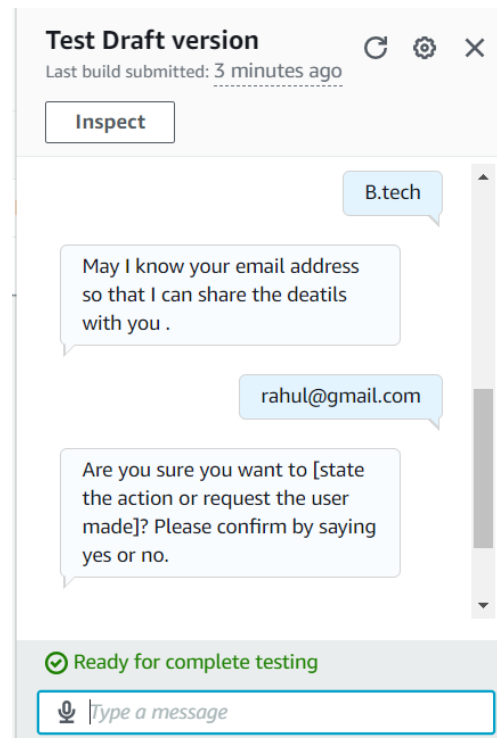 Test Draft version
Last build submitted: 3 minutes ago
Inspect
B.tech
May I know your email address
so that I can share the deatils
with you .
rahul@gmail.com
Are you sure you want to [state
the action or request the user
made]? Please confirm by saying
yes or no.
Ready for complete testing
Type a message